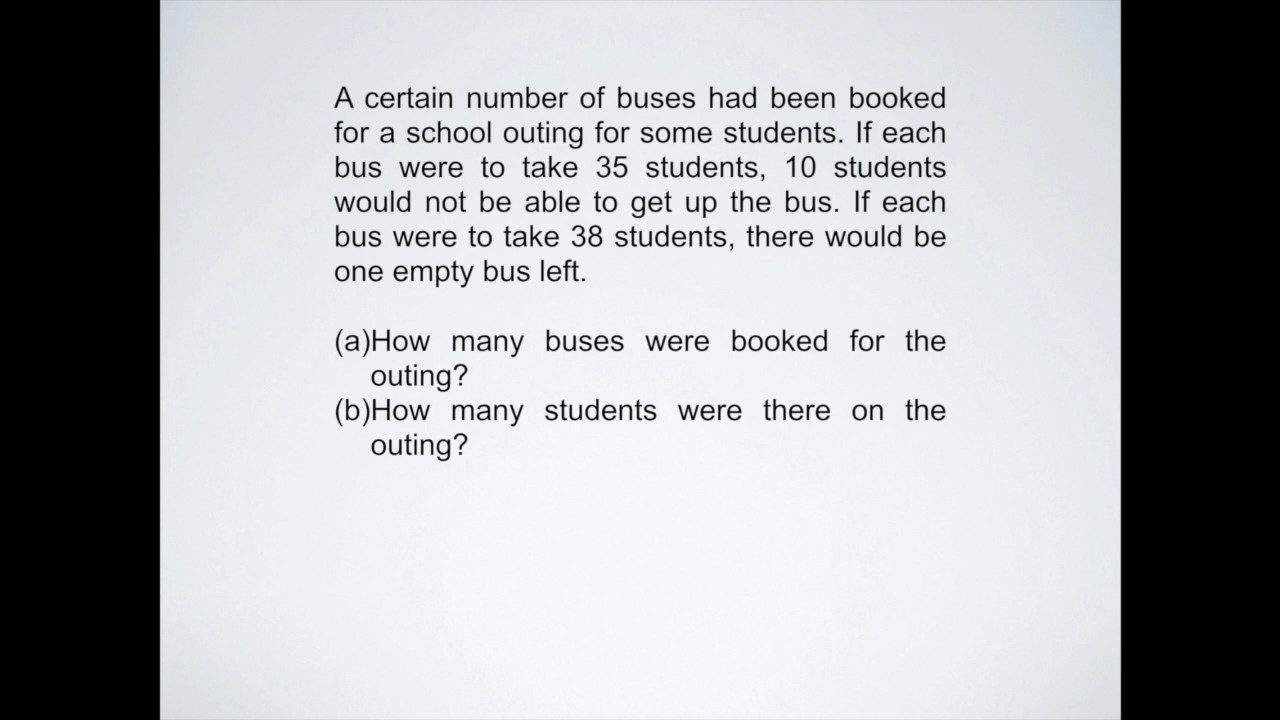 A certain number of buses had been booked
for a school outing for some students. If each
bus were to take 35 students, 10 students
would not be able to get up the bus. If each
bus were to take 38 students, there would be
one empty bus left.
(a)How many buses were booked for the
outing?
(b)How many students were there on the
outing?